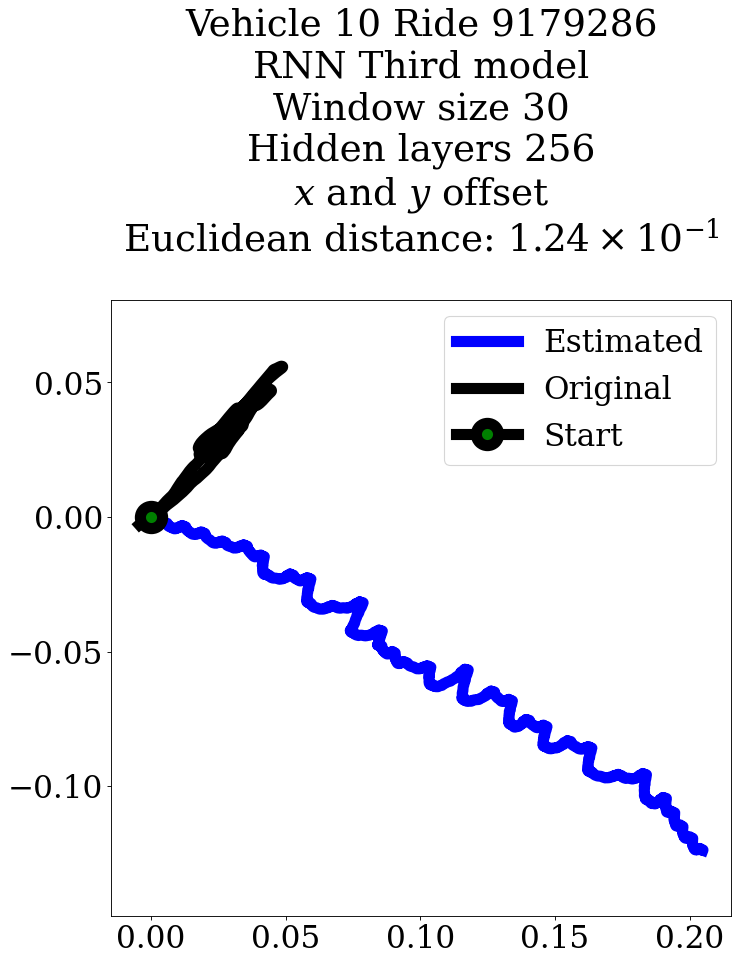 Vehicle 10 Ride 9179286
RNN Third model
Window size 30
Hidden layers 256
x and y offset
Euclidean distance: 1.24 × 10⁻¹
Estimated
Original
Start
0.05
0.00
−0.05
−0.10
0.00 0.05 0.10 0.15 0.20